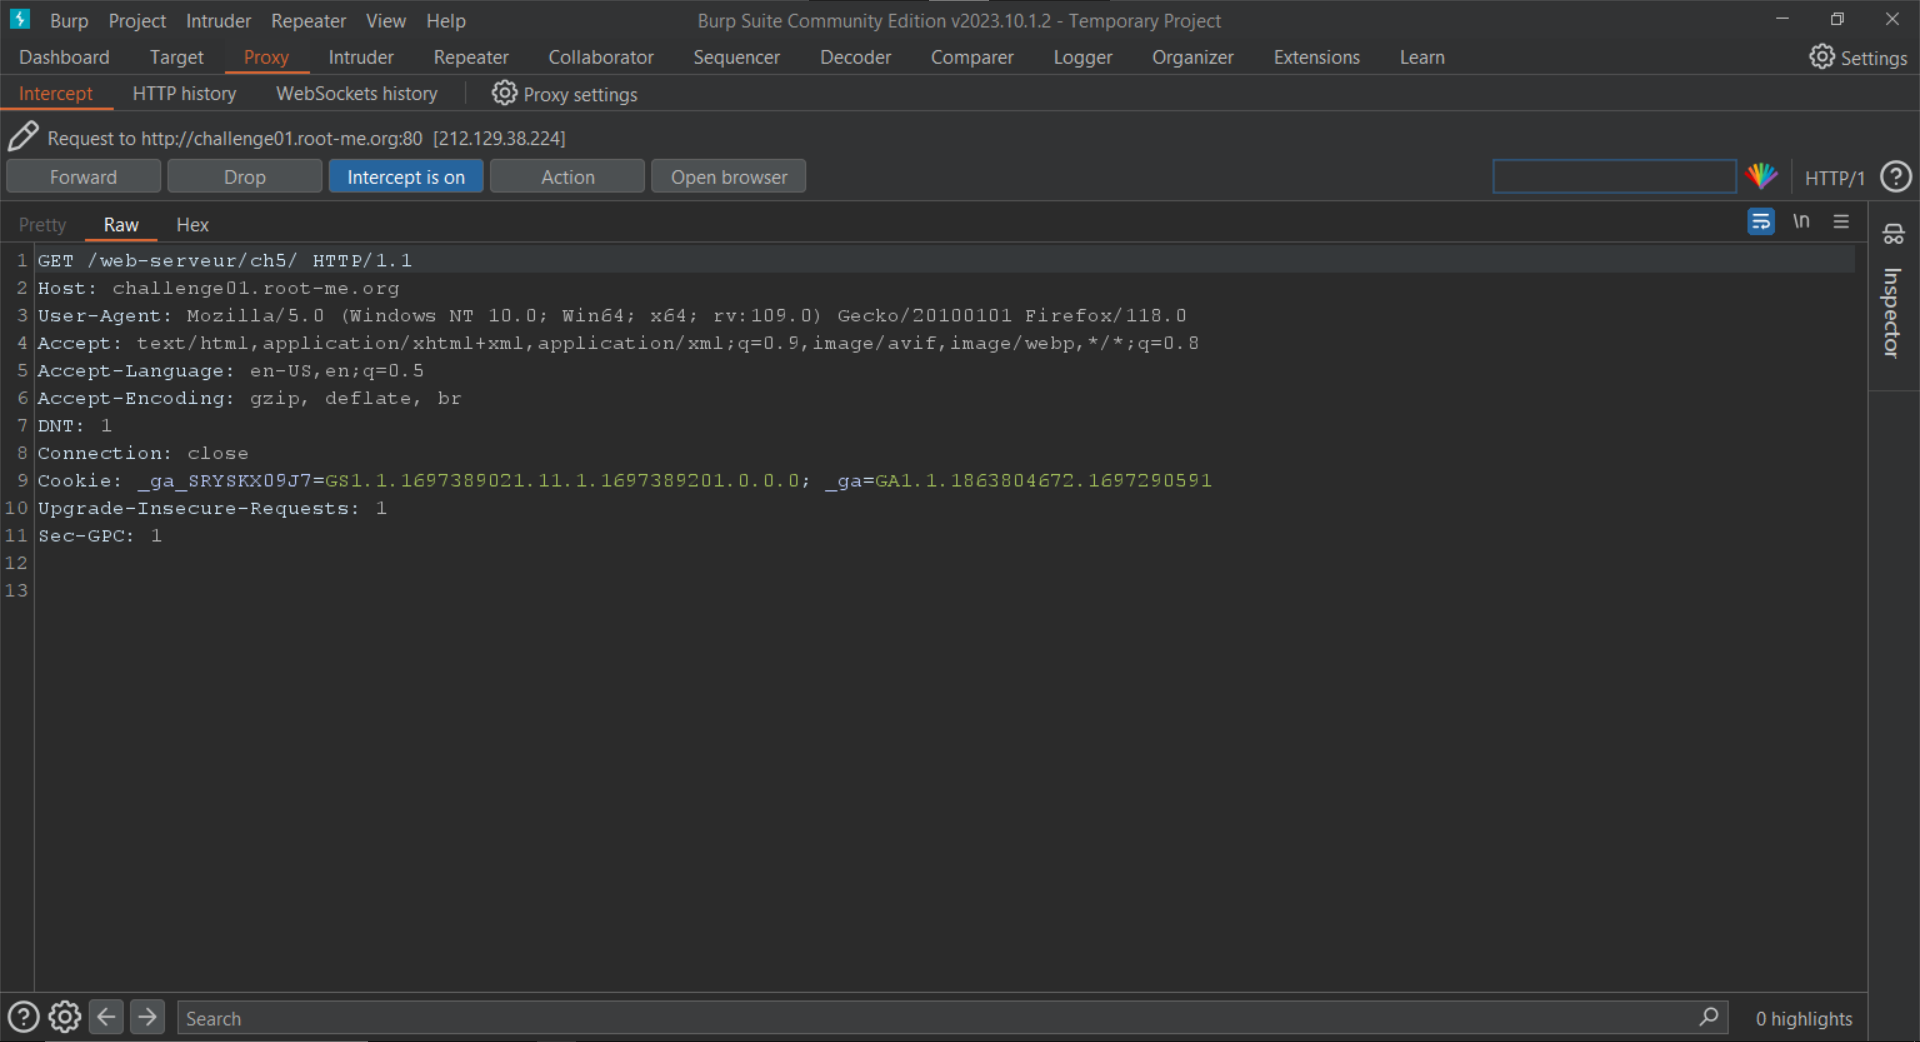 Burp Project Intruder Repeater View Help Burp Suite Community Edition v2023.10.1.2 - Temporary Project
Dashboard Target Proxy Intruder Repeater Collaborator Sequencer Decoder Comparer Logger Organizer Extensions Learn Settings
Intercept HTTP history WebSockets history Proxy settings
Request to http://challenge01.root-me.org:80 [212.129.38.224]
Forward Drop Intercept is on Action Open browser HTTP/1
Pretty Raw Hex \n
1 GET /web-serveur/ch5/ HTTP/1.1
2 Host: challenge01.root-me.org
3 User-Agent: Mozilla/5.0 (Windows NT 10.0; Win64; x64; rv:109.0) Gecko/20100101 Firefox/118.0
4 Accept: text/html,application/xhtml+xml,application/xml;q=0.9,image/avif,image/webp,*/*;q=0.8
5 Accept-Language: en-US,en;q=0.5
6 Accept-Encoding: gzip, deflate, br
7 DNT: 1
8 Connection: close
9 Cookie: _ga_SRYSKX09J7=GS1.1.1697389021.11.1.1697389201.0.0.0; _ga=GA1.1.1863804672.1697290591
10 Upgrade-Insecure-Requests: 1
11 Sec-GPC: 1
12
13
Inspector
Search 0 highlights